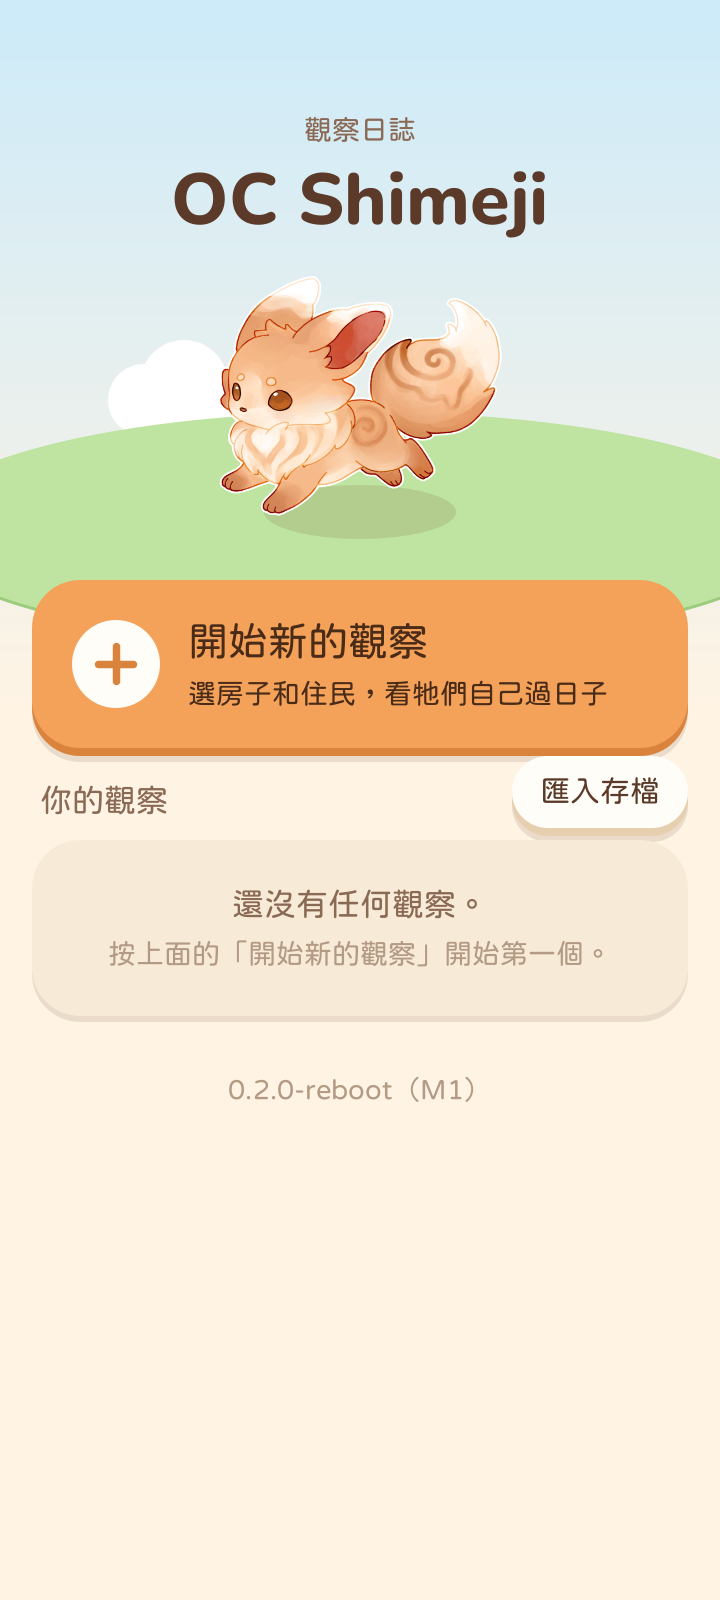 觀察日誌
OC Shimeji
開始新的觀察
選房子和住民，看牠們自己過日子
你的觀察
匯入存檔
還沒有任何觀察。
按上面的「開始新的觀察」開始第一個。
0.2.0-reboot（M1）